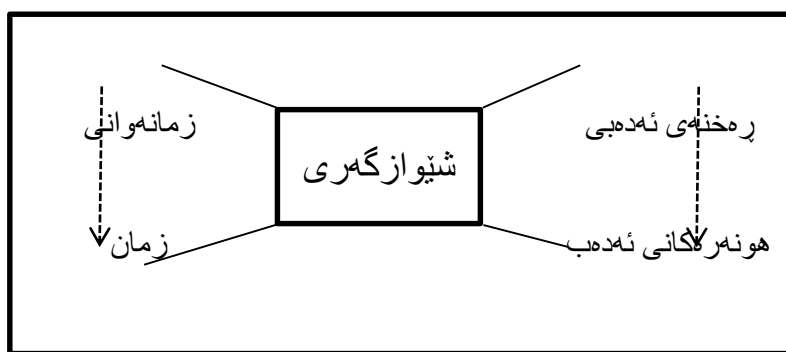 ڕەخنەی ئەدەبی
زمانەوانی
شێوازگەری
هونەرەکانی ئەدەب
زمان